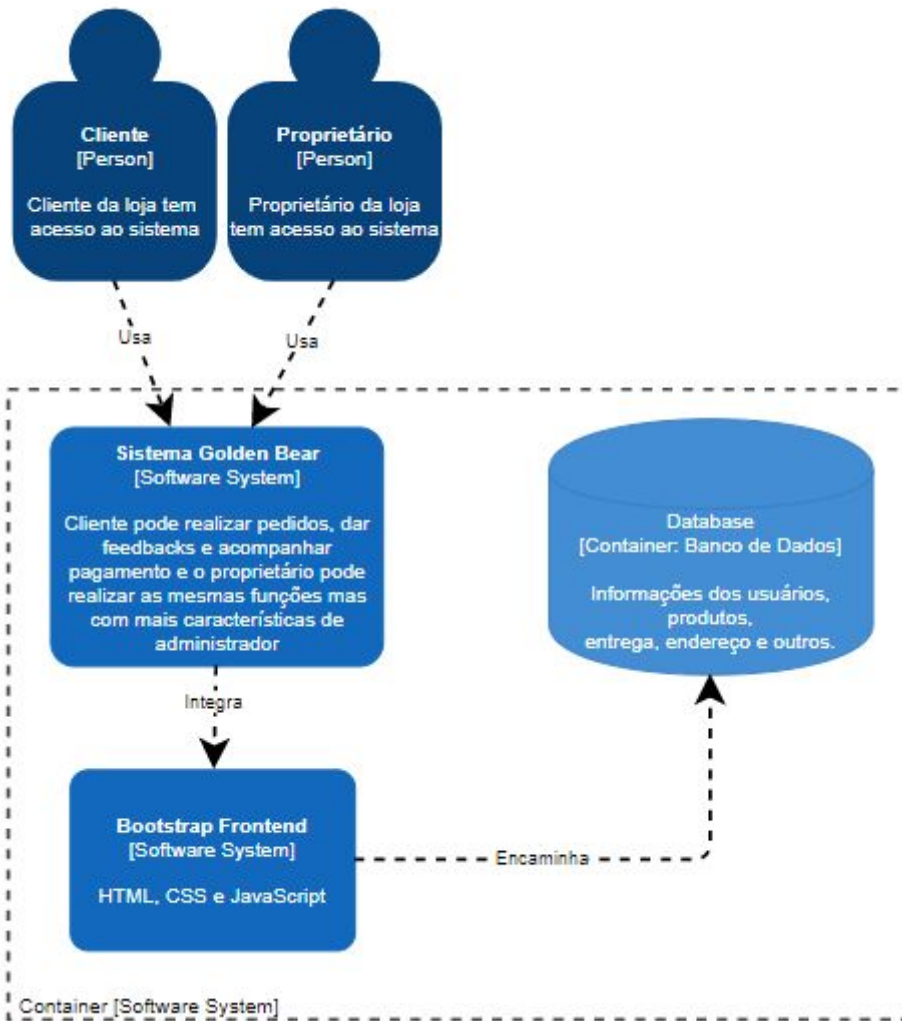 Cliente
[Person]
Cliente da loja tem
acesso ao sistema
Proprietário
[Person]
Proprietário da loja
tem acesso ao sistema
Usa
Usa
Sistema Golden Bear
[Software System]
Cliente pode realizar pedidos, dar
feedbacks e acompanhar
pagamento e o proprietário pode
realizar as mesmas funções mas
com mais características de
administrador
Database
[Container: Banco de Dados]
Informações dos usuários,
produtos,
entrega, endereço e outros.
Integra
Bootstrap Frontend
[Software System]
HTML, CSS e JavaScript
Encaminha
Container [Software System]